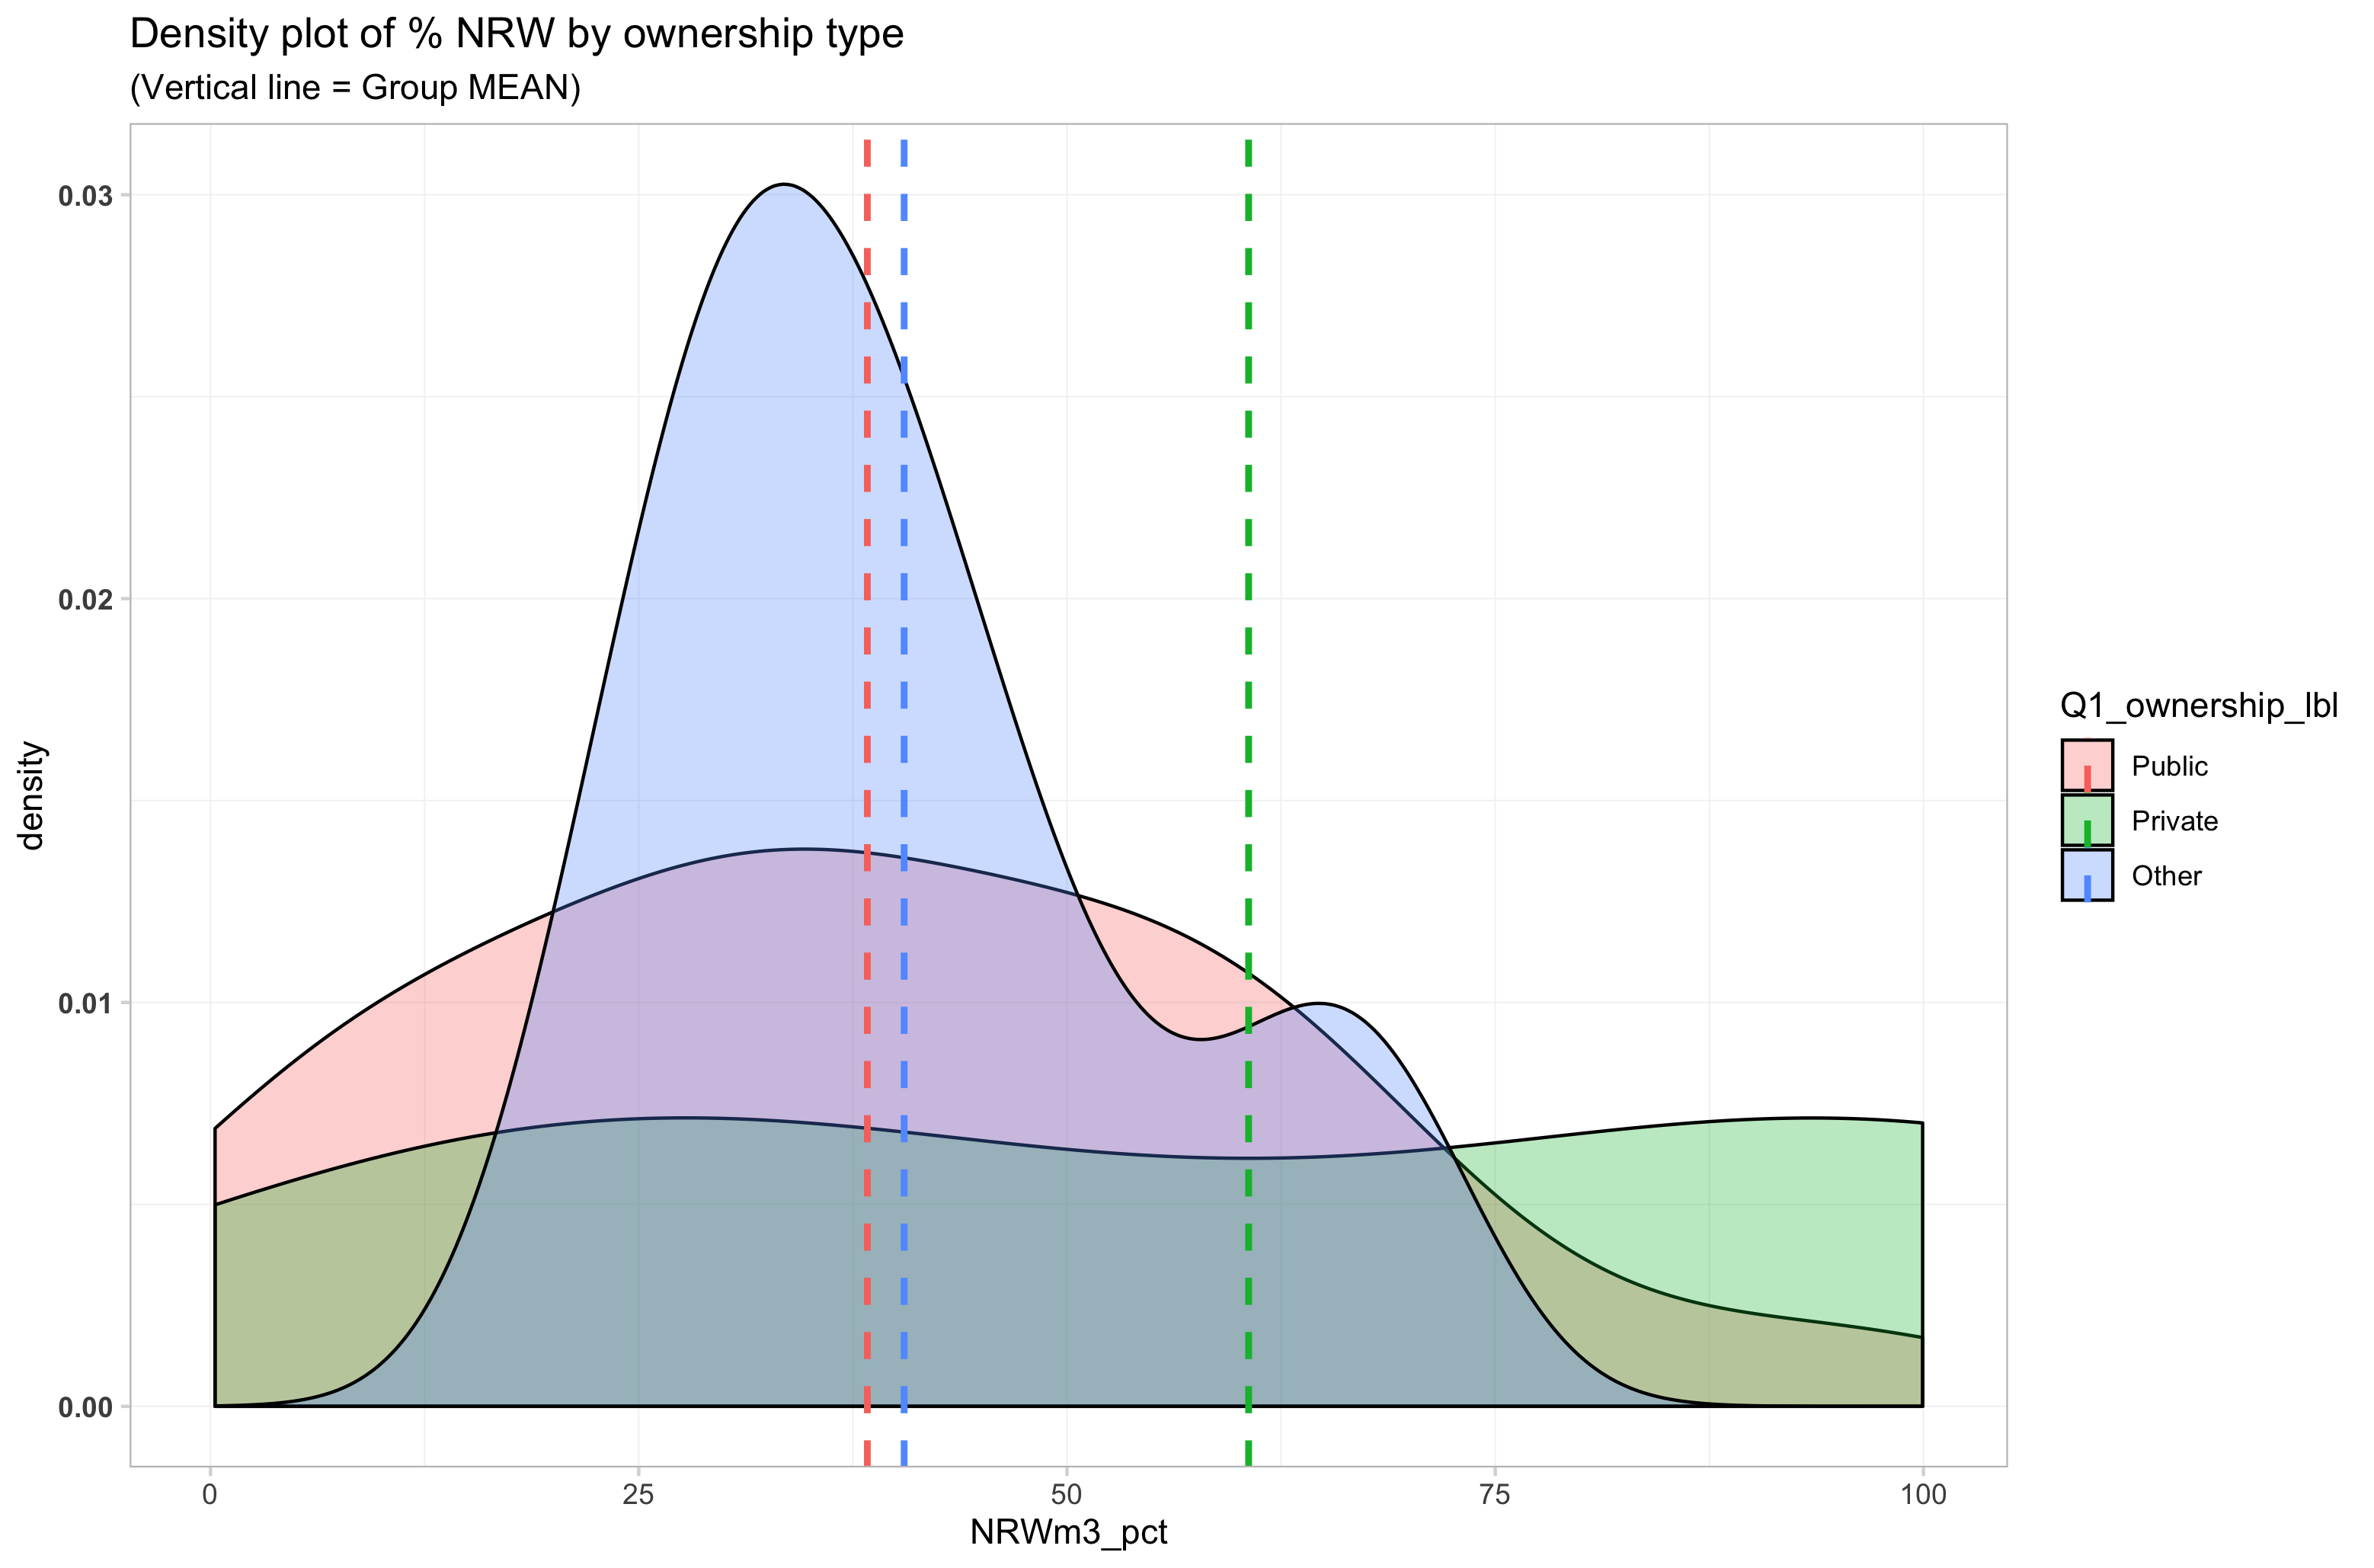 Density plot of % NRW by ownership type
(Vertical line = Group MEAN)
0.03
0.02
0.01
0.00
density
0
25
50
75
100
NRWm3_pct
Q1_ownership_lbl
Public
Private
Other